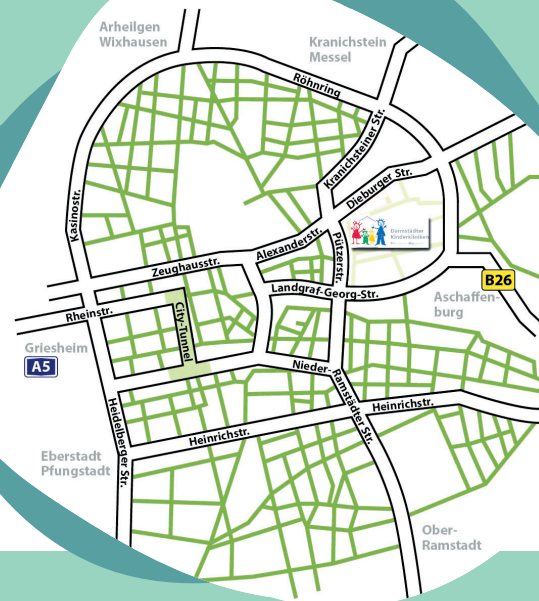 Arheilgen
Wixhausen
Kranichstein
Messel
Röhnring
Kranichsteiner Str.
Dieburger Str.
Kasinostr.
Darmstädter
Kinderkliniken
Alexanderstr.
Pützerstr.
Zeughausstr.
Landgraf-Georg-Str.
B26
Aschaffen-
burg
Rheinstr.
City-Tunnel
Griesheim
A5
Nieder-
Ramstädter Str.
Heinrichstr.
Heidelberger Str.
Heinrichstr.
Eberstadt
Pfungstadt
Ober-
Ramstadt